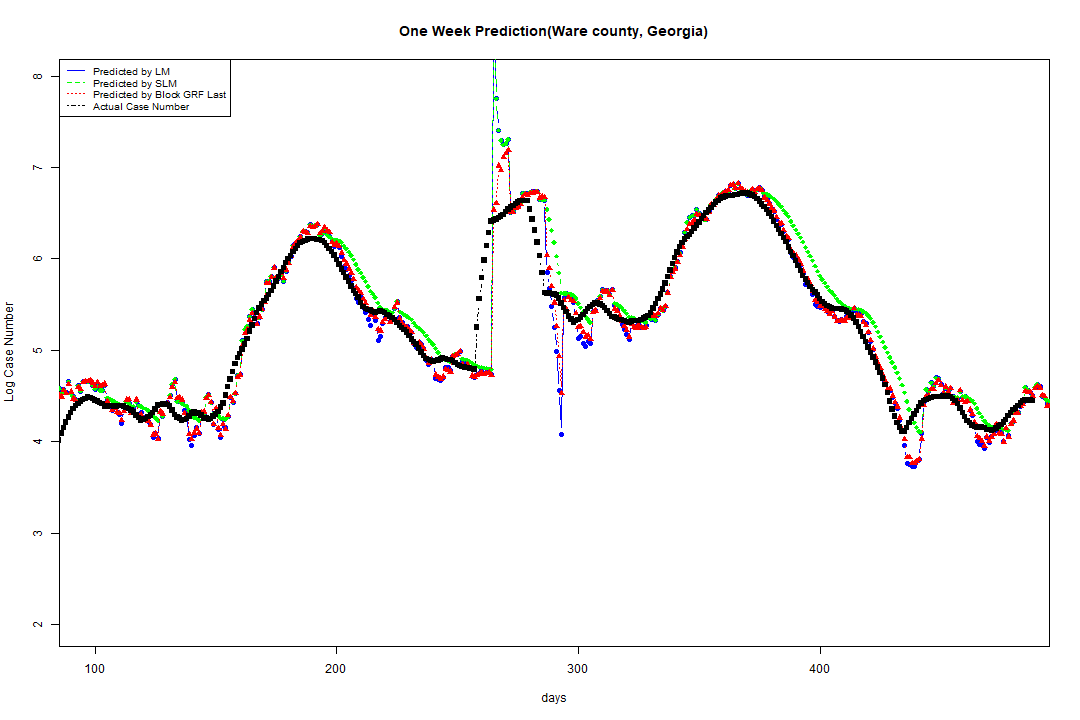 One Week Prediction(Ware county, Georgia)
Predicted by LM
Predicted by SLM
Predicted by Block GRF Last
Actual Case Number
8
7
6
5
4
3
2
Log Case Number
100 200 300 400
days